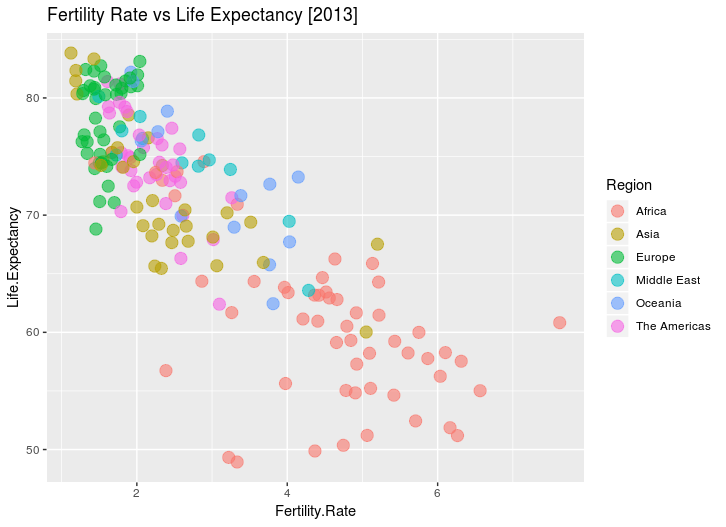 Fertility Rate vs Life Expectancy [2013]
80
70
60
50
Life.Expectancy
2 4 6
Fertility.Rate
Region
Africa
Asia
Europe
Middle East
Oceania
The Americas